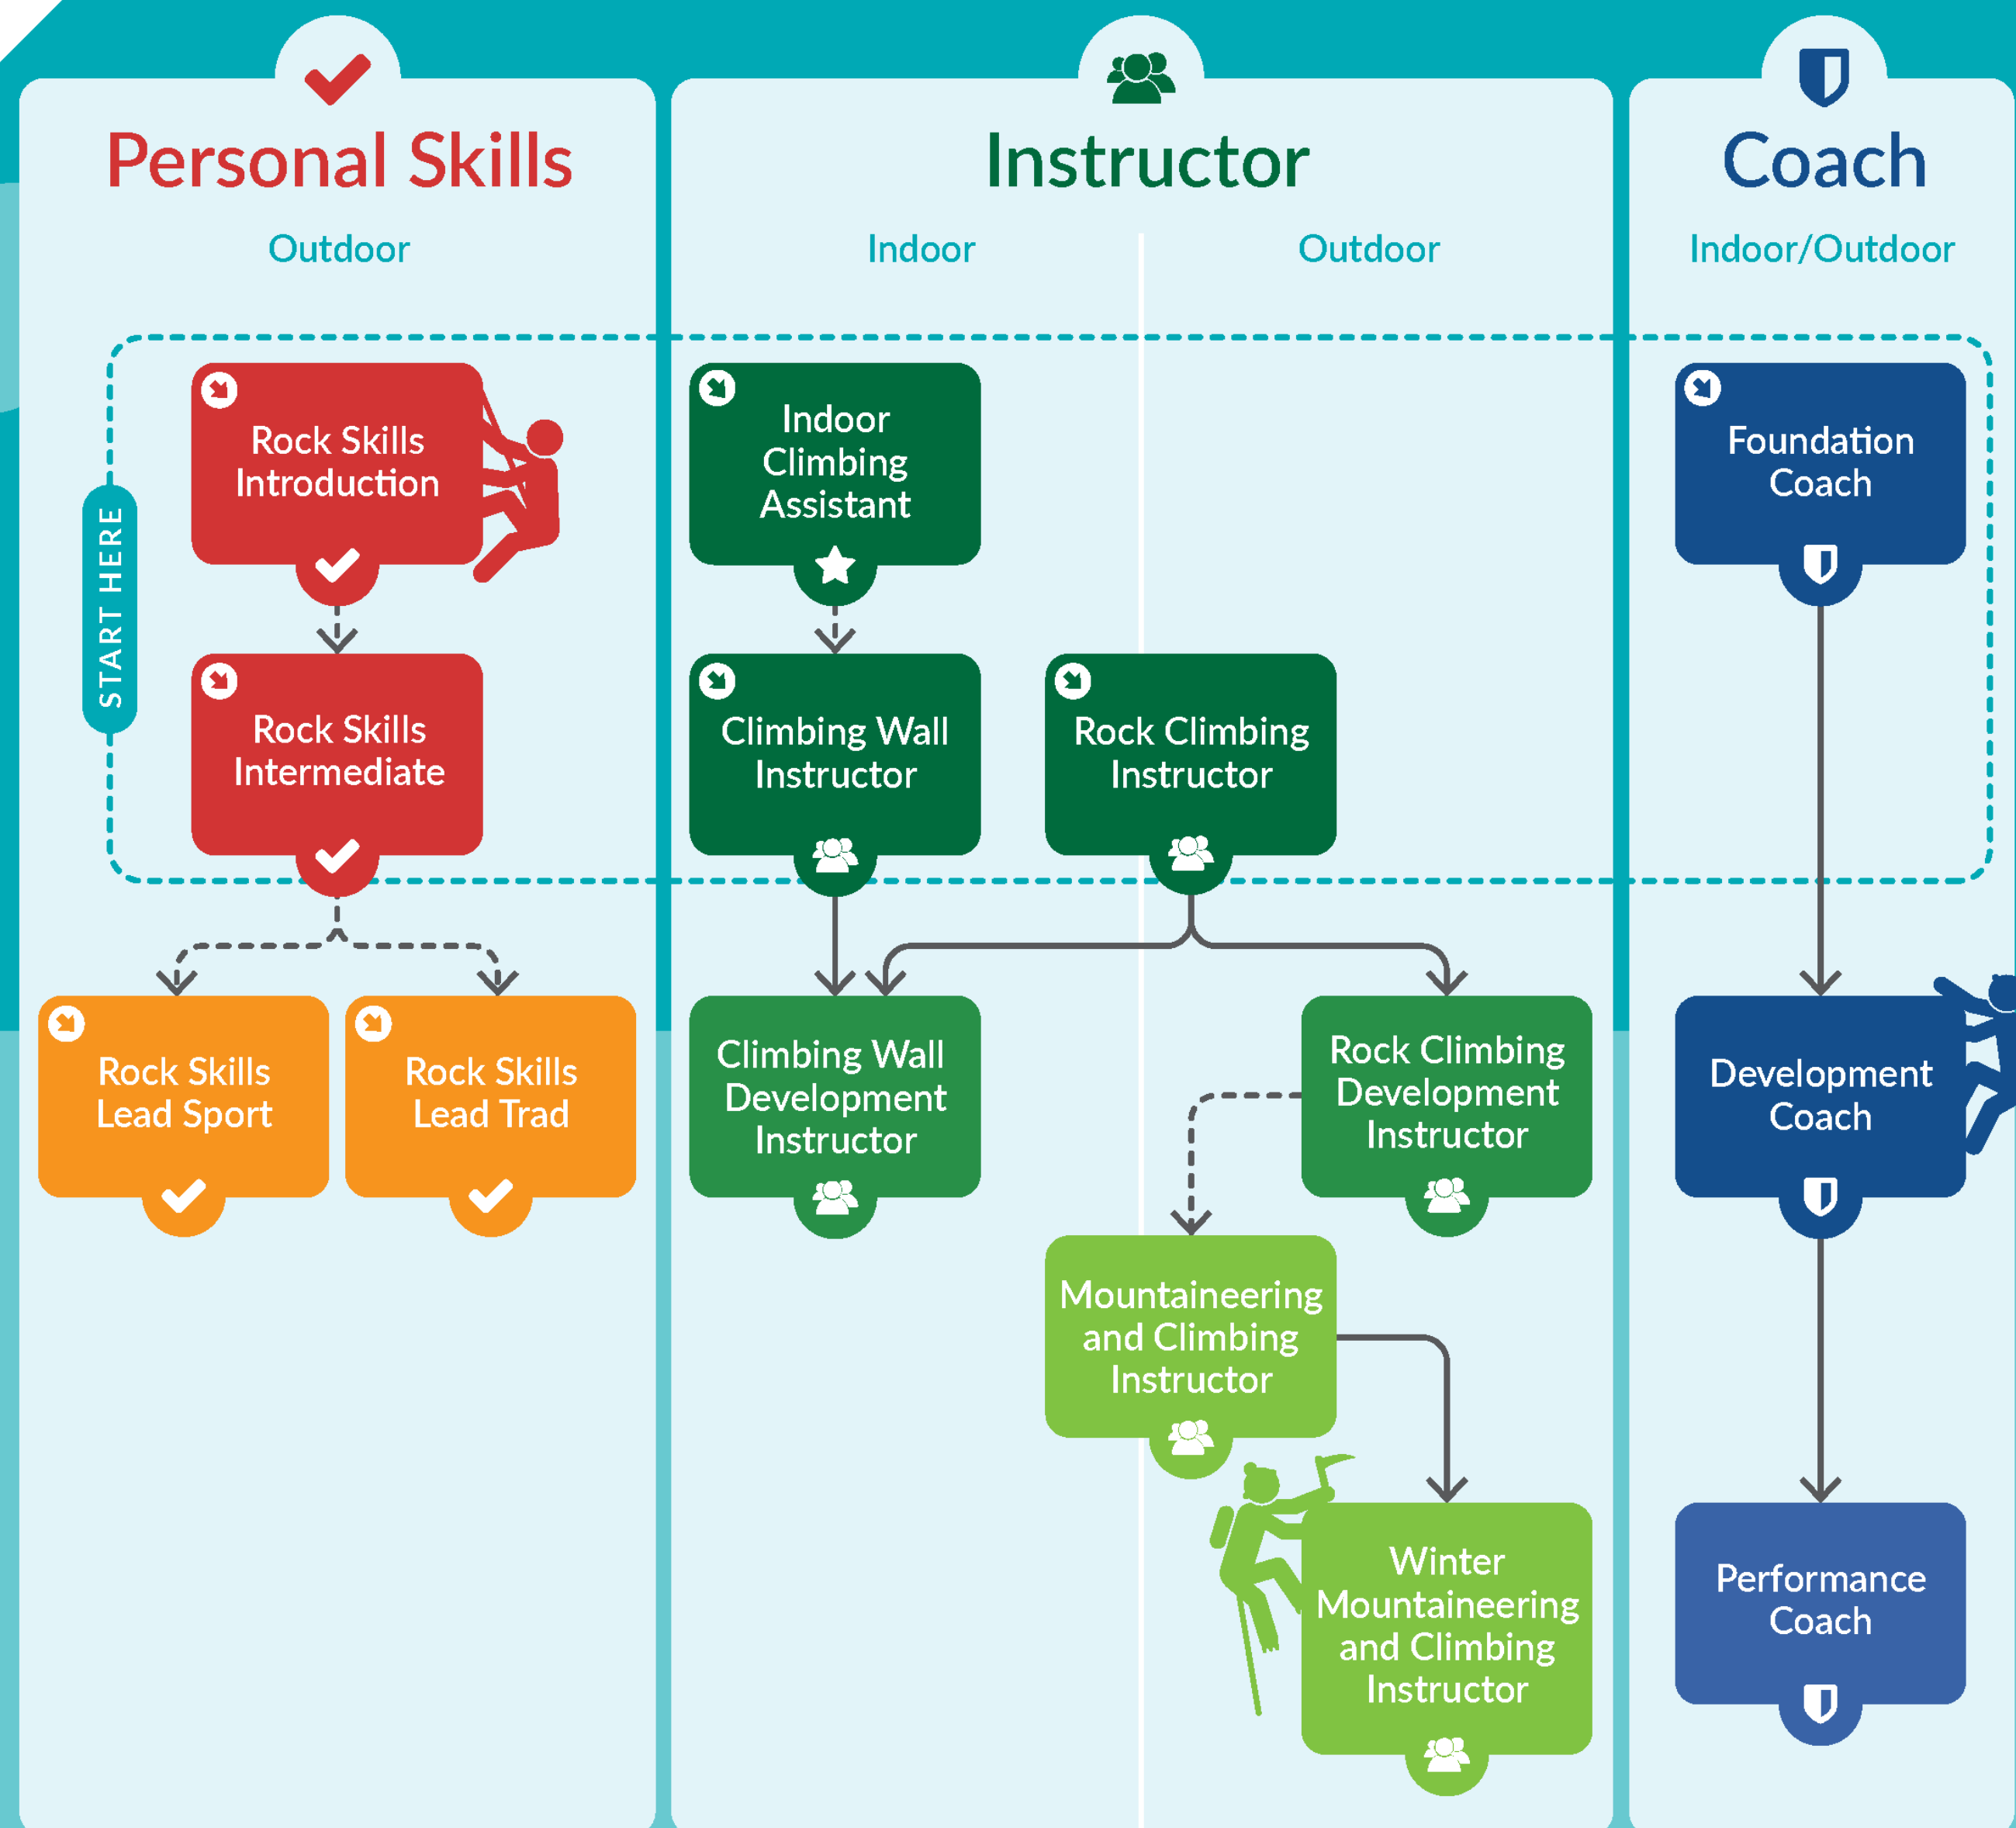 Personal Skills
Instructor
Coach
Outdoor
Indoor
Outdoor
Indoor/Outdoor
START HERE
Rock Skills
Introduction
Indoor
Climbing
Assistant
Foundation
Coach
Rock Skills
Intermediate
Climbing Wall
Instructor
Rock Climbing
Instructor
Rock Skills
Lead Sport
Rock Skills
Lead Trad
Climbing Wall
Development
Instructor
Rock Climbing
Development
Instructor
Development
Coach
Mountaineering
and Climbing
Instructor
Winter
Mountaineering
and Climbing
Instructor
Performance
Coach